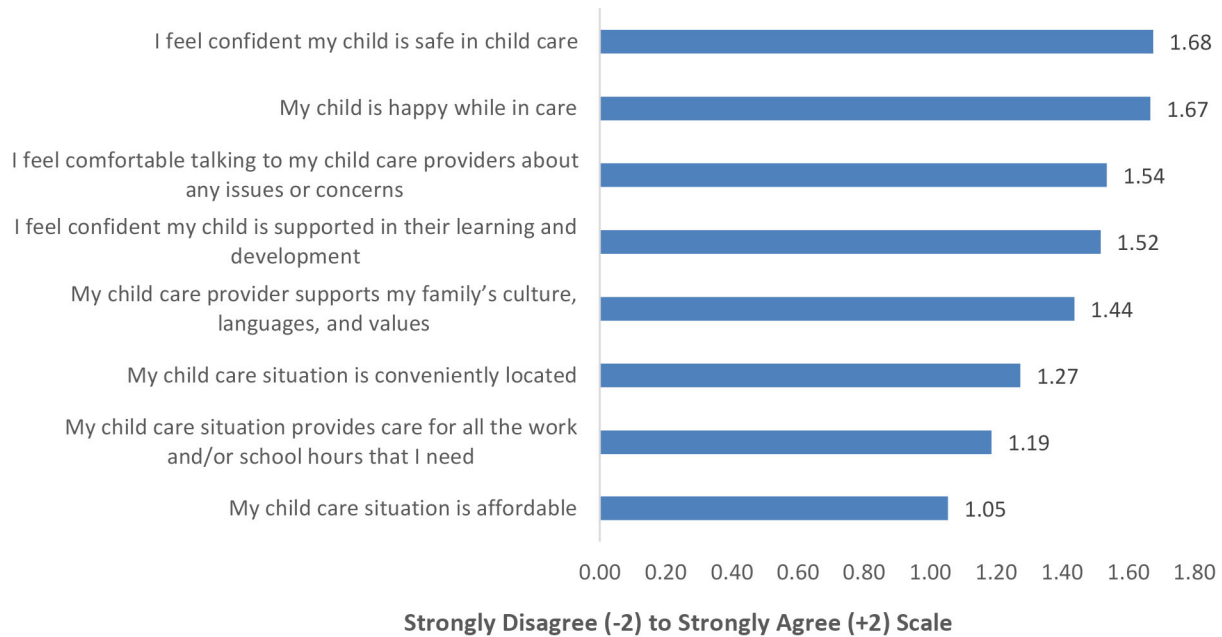 I feel confident my child is safe in child care
1.68
My child is happy while in care
1.67
I feel comfortable talking to my child care providers about
any issues or concerns
1.54
I feel confident my child is supported in their learning and
development
1.52
My child care provider supports my family’s culture,
languages, and values
1.44
My child care situation is conveniently located
1.27
My child care situation provides care for all the work
and/or school hours that I need
1.19
My child care situation is affordable
1.05
0.00 0.20 0.40 0.60 0.80 1.00 1.20 1.40 1.60 1.80
Strongly Disagree (-2) to Strongly Agree (+2) Scale